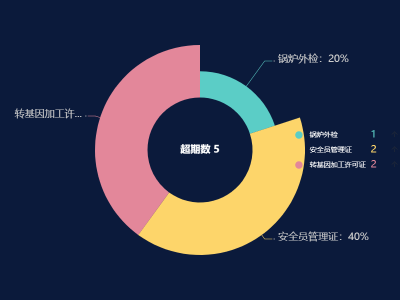 锅炉外检：20%
转基因加工许...
超期数 5
锅炉外检 1
安全员管理证 2
转基因加工许可证 2
安全员管理证：40%